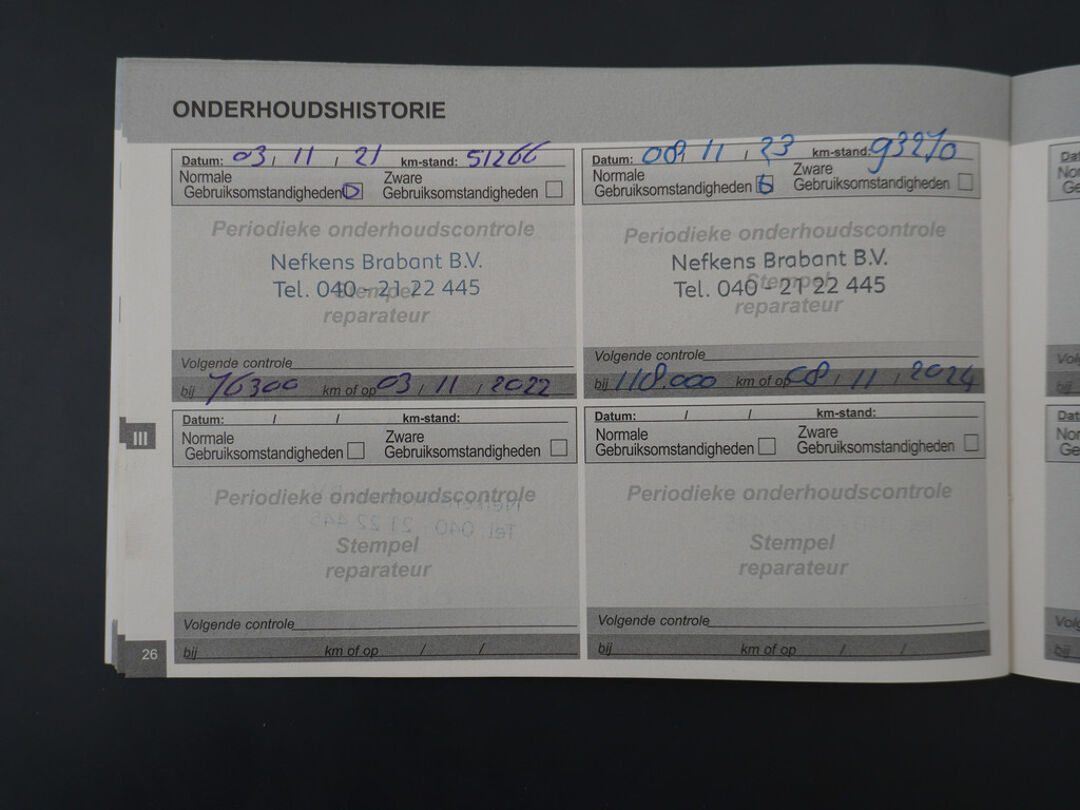 ONDERHOUDSHISTORIE
Datum: 03 / 11 / 21 km-stand: 51266
Normale
Gebruiksomstandigheden
Zware
Gebruiksomstandigheden
Periodieke onderhoudscontrole
Nefkens Brabant B.V.
Tel. 040 - 21 22 445
Stempel
reparateur
Volgende controle
bij 76300 km of op 03 / 11 / 2022
Datum: 08 / 11 / 23 km-stand: 93270
Normale
Gebruiksomstandigheden
Zware
Gebruiksomstandigheden
Periodieke onderhoudscontrole
Nefkens Brabant B.V.
Tel. 040 - 21 22 445
Stempel
reparateur
Volgende controle
bij 118.000 km of op 08 / 11 / 2024
III
Datum: / / km-stand:
Normale
Gebruiksomstandigheden
Zware
Gebruiksomstandigheden
Periodieke onderhoudscontrole
Stempel
reparateur
Volgende controle
bij km of op / /
Datum: / / km-stand:
Normale
Gebruiksomstandigheden
Zware
Gebruiksomstandigheden
Periodieke onderhoudscontrole
Stempel
reparateur
Volgende controle
bij km of op / /
26